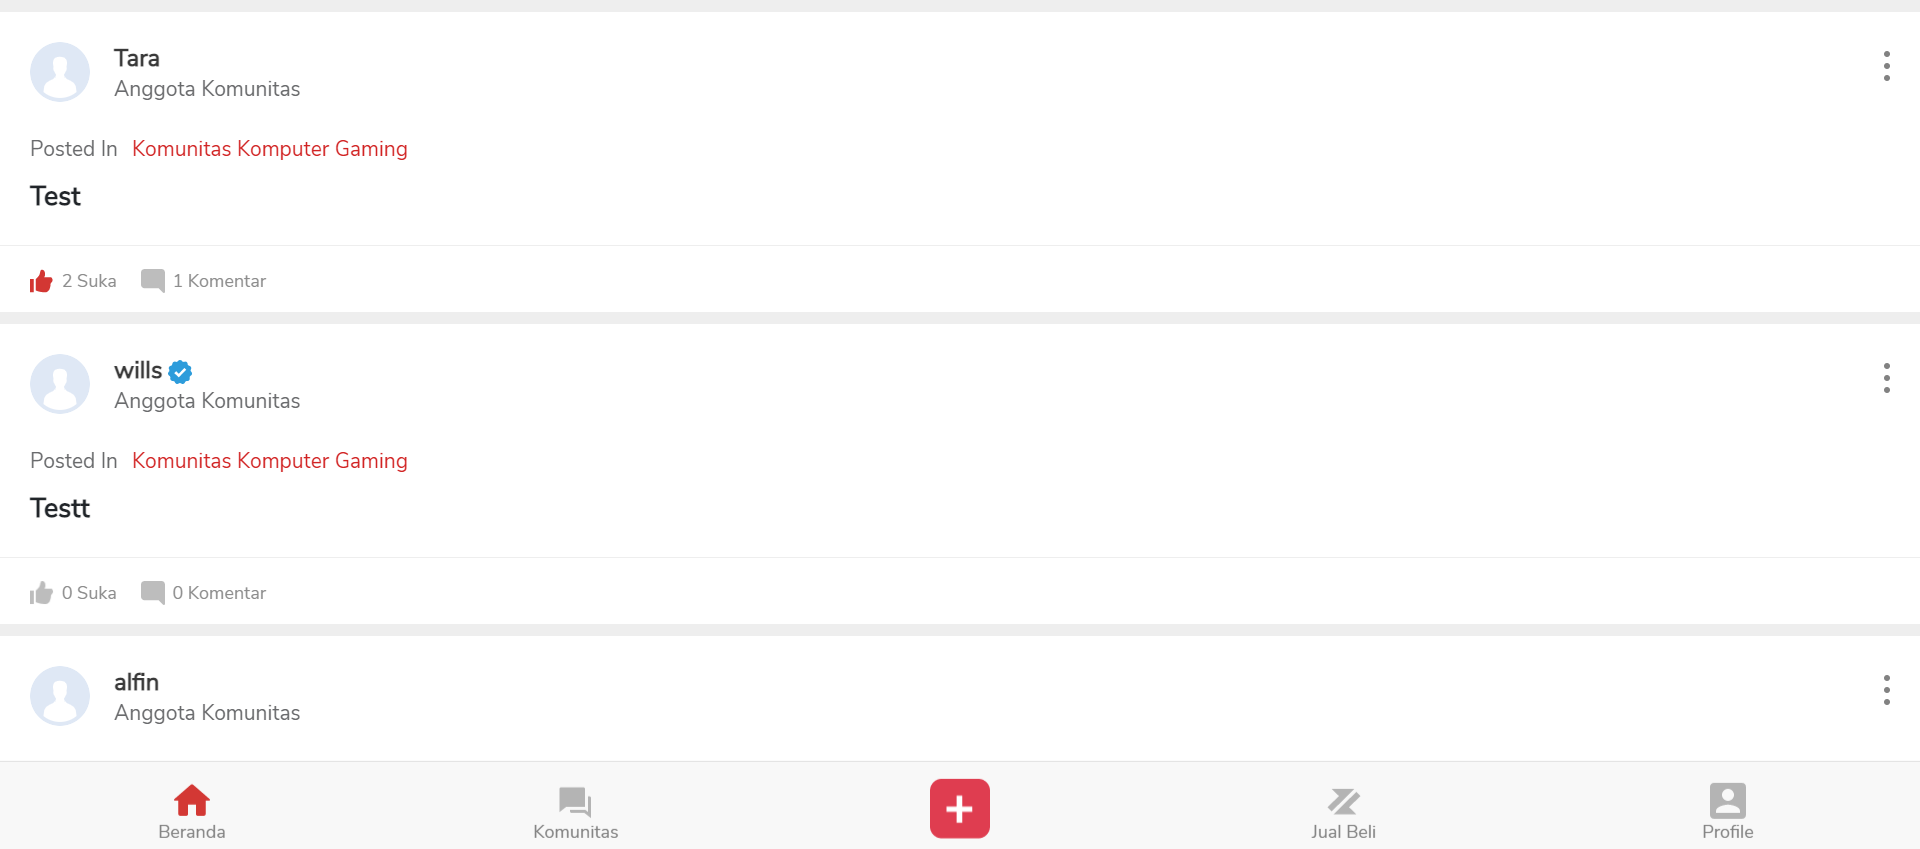 Tara
Anggota Komunitas
Posted In Komunitas Komputer Gaming
Test
2 Suka 1 Komentar
wills
Anggota Komunitas
Posted In Komunitas Komputer Gaming
Testt
0 Suka 0 Komentar
alfin
Anggota Komunitas
Beranda Komunitas Jual Beli Profile